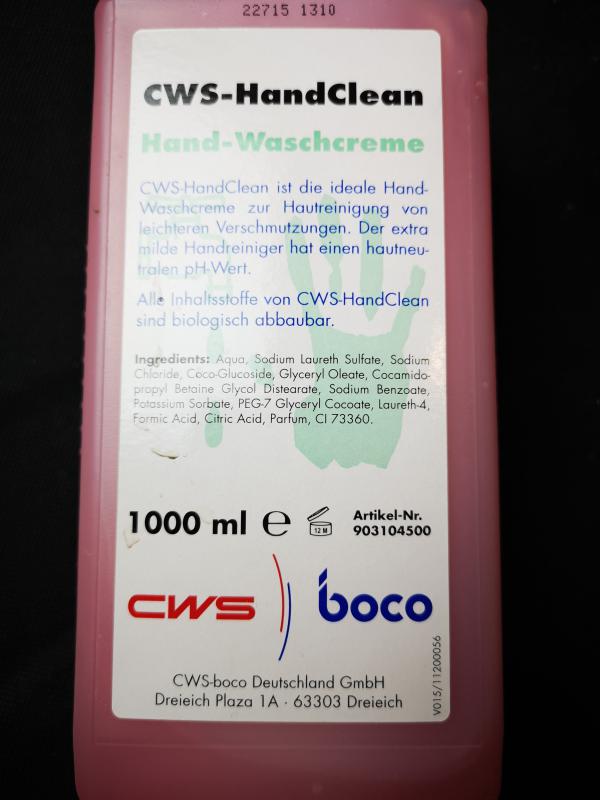 22715 1310
CWS-HandClean
Hand-Waschcreme
CWS-HandClean ist die ideale Hand-
Waschcreme zur Hautreinigung von
leichteren Verschmutzungen. Der extra
milde Handreiniger hat einen hautneu-
tralen pH-Wert.
Alle Inhaltsstoffe von CWS-HandClean
sind biologisch abbaubar.
Ingredients: Aqua, Sodium Laureth Sulfate, Sodium
Chloride, Coco-Glucoside, Glyceryl Oleate, Cocamido-
propyl Betaine Glycol Distearate, Sodium Benzoate,
Potassium Sorbate, PEG-7 Glyceryl Cocoate, Laureth-4,
Formic Acid, Citric Acid, Parfum, CI 73360.
1000 ml ℮ 12 M Artikel-Nr.
903104500
CWS boco
CWS-boco Deutschland GmbH
Dreieich Plaza 1A · 63303 Dreieich
V015/11200056